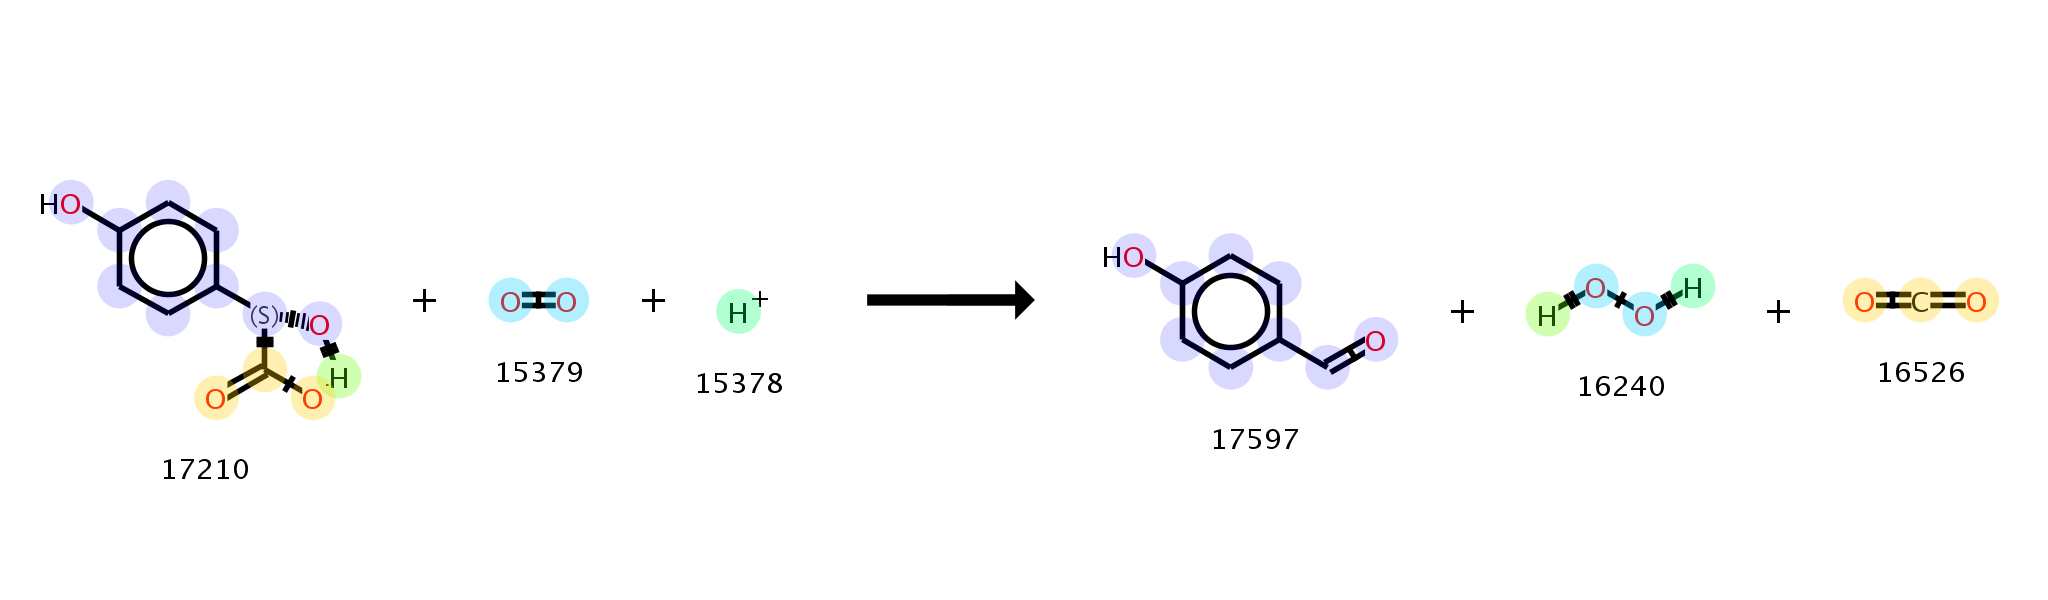 HO (S) O H O O + O O + H+ HO O + H O O H + O C O
17210 15379 15378 17597 16240 16526